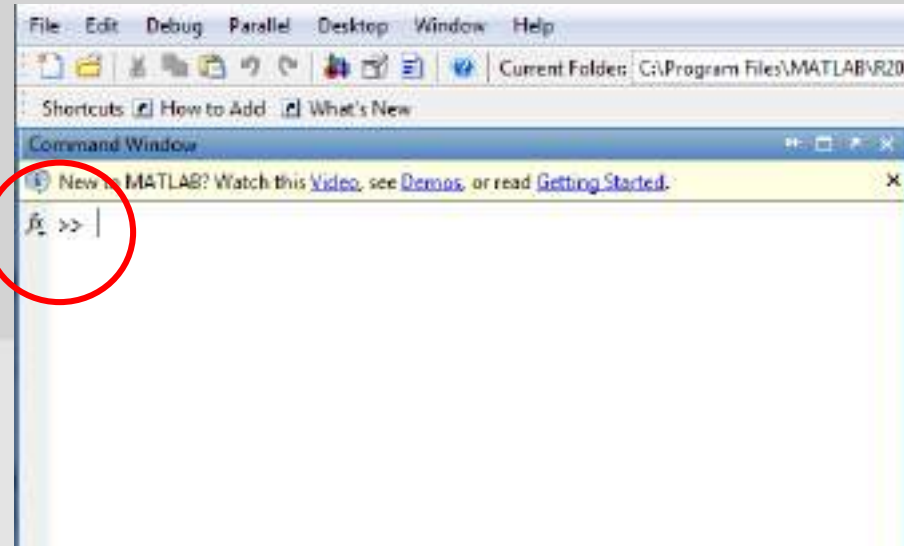 File Edit Debug Parallel Desktop Window Help
Current Folder: C:\Program Files\MATLAB\R20
Shortcuts How to Add What's New
Command Window
New to MATLAB? Watch this Video, see Demos, or read Getting Started.
fx >>